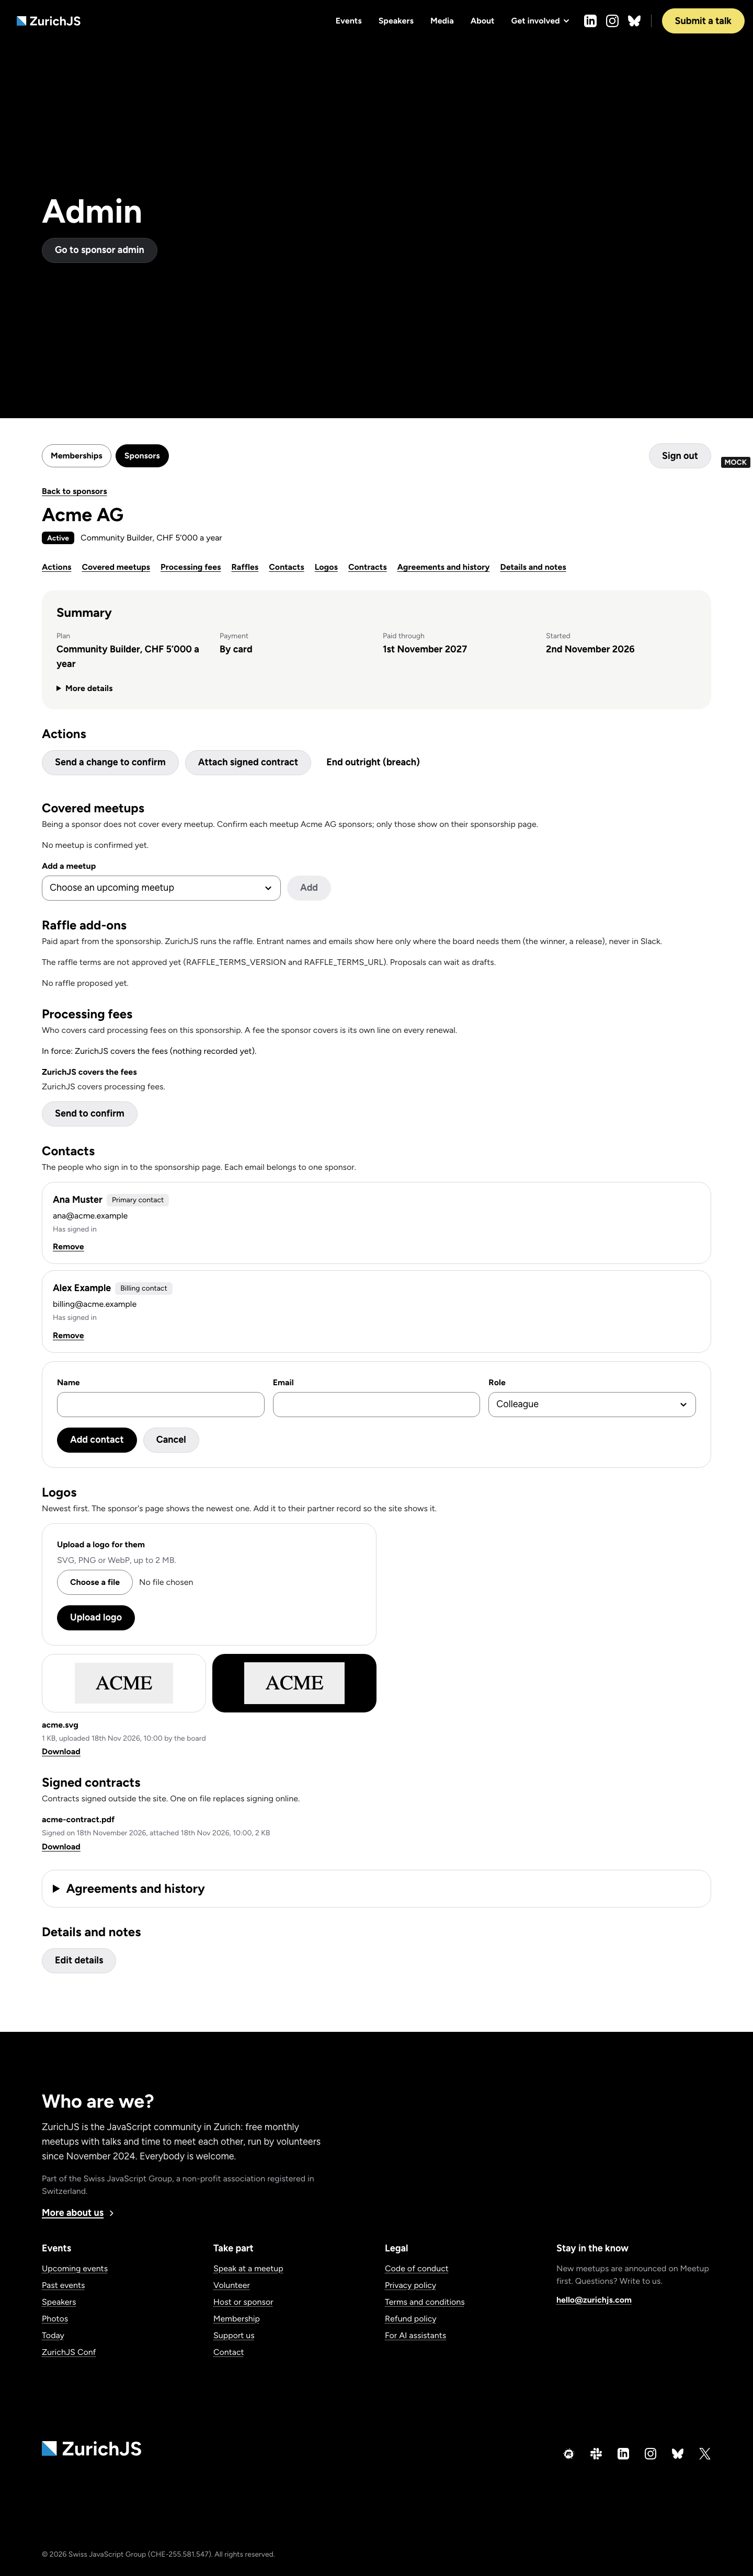 ZurichJS
Events
Speakers
Media
About
Get involved
Submit a talk
Admin
Go to sponsor admin
Memberships
Sponsors
Sign out
MOCK
Back to sponsors
Acme AG
Active
Community Builder, CHF 5'000 a year
Actions
Covered meetups
Processing fees
Raffles
Contacts
Logos
Contracts
Agreements and history
Details and notes
Summary
Plan
Community Builder, CHF 5'000 a
year
Payment
By card
Paid through
1st November 2027
Started
2nd November 2026
More details
Actions
Send a change to confirm
Attach signed contract
End outright (breach)
Covered meetups
Being a sponsor does not cover every meetup. Confirm each meetup Acme AG sponsors; only those show on their sponsorship page.
No meetup is confirmed yet.
Add a meetup
Choose an upcoming meetup
Add
Raffle add-ons
Paid apart from the sponsorship. ZurichJS runs the raffle. Entrant names and emails show here only where the board needs them (the winner, a release), never in Slack.
The raffle terms are not approved yet (RAFFLE_TERMS_VERSION and RAFFLE_TERMS_URL). Proposals can wait as drafts.
No raffle proposed yet.
Processing fees
Who covers card processing fees on this sponsorship. A fee the sponsor covers is its own line on every renewal.
In force: ZurichJS covers the fees (nothing recorded yet).
ZurichJS covers the fees
ZurichJS covers processing fees.
Send to confirm
Contacts
The people who sign in to the sponsorship page. Each email belongs to one sponsor.
Ana Muster
Primary contact
ana@acme.example
Has signed in
Remove
Alex Example
Billing contact
billing@acme.example
Has signed in
Remove
Name
Email
Role
Colleague
Add contact
Cancel
Logos
Newest first. The sponsor's page shows the newest one. Add it to their partner record so the site shows it.
Upload a logo for them
SVG, PNG or WebP, up to 2 MB.
Choose a file
No file chosen
Upload logo
ACME
ACME
acme.svg
1 KB, uploaded 18th Nov 2026, 10:00 by the board
Download
Signed contracts
Contracts signed outside the site. One on file replaces signing online.
acme-contract.pdf
Signed on 18th November 2026, attached 18th Nov 2026, 10:00, 2 KB
Download
Agreements and history
Details and notes
Edit details
Who are we?
ZurichJS is the JavaScript community in Zurich: free monthly
meetups with talks and time to meet each other, run by volunteers
since November 2024. Everybody is welcome.
Part of the Swiss JavaScript Group, a non-profit association registered in
Switzerland.
More about us
Events
Upcoming events
Past events
Speakers
Photos
Today
ZurichJS Conf
Take part
Speak at a meetup
Volunteer
Host or sponsor
Membership
Support us
Contact
Legal
Code of conduct
Privacy policy
Terms and conditions
Refund policy
For AI assistants
Stay in the know
New meetups are announced on Meetup
first. Questions? Write to us.
hello@zurichjs.com
ZurichJS
© 2026 Swiss JavaScript Group (CHE-255.581.547). All rights reserved.